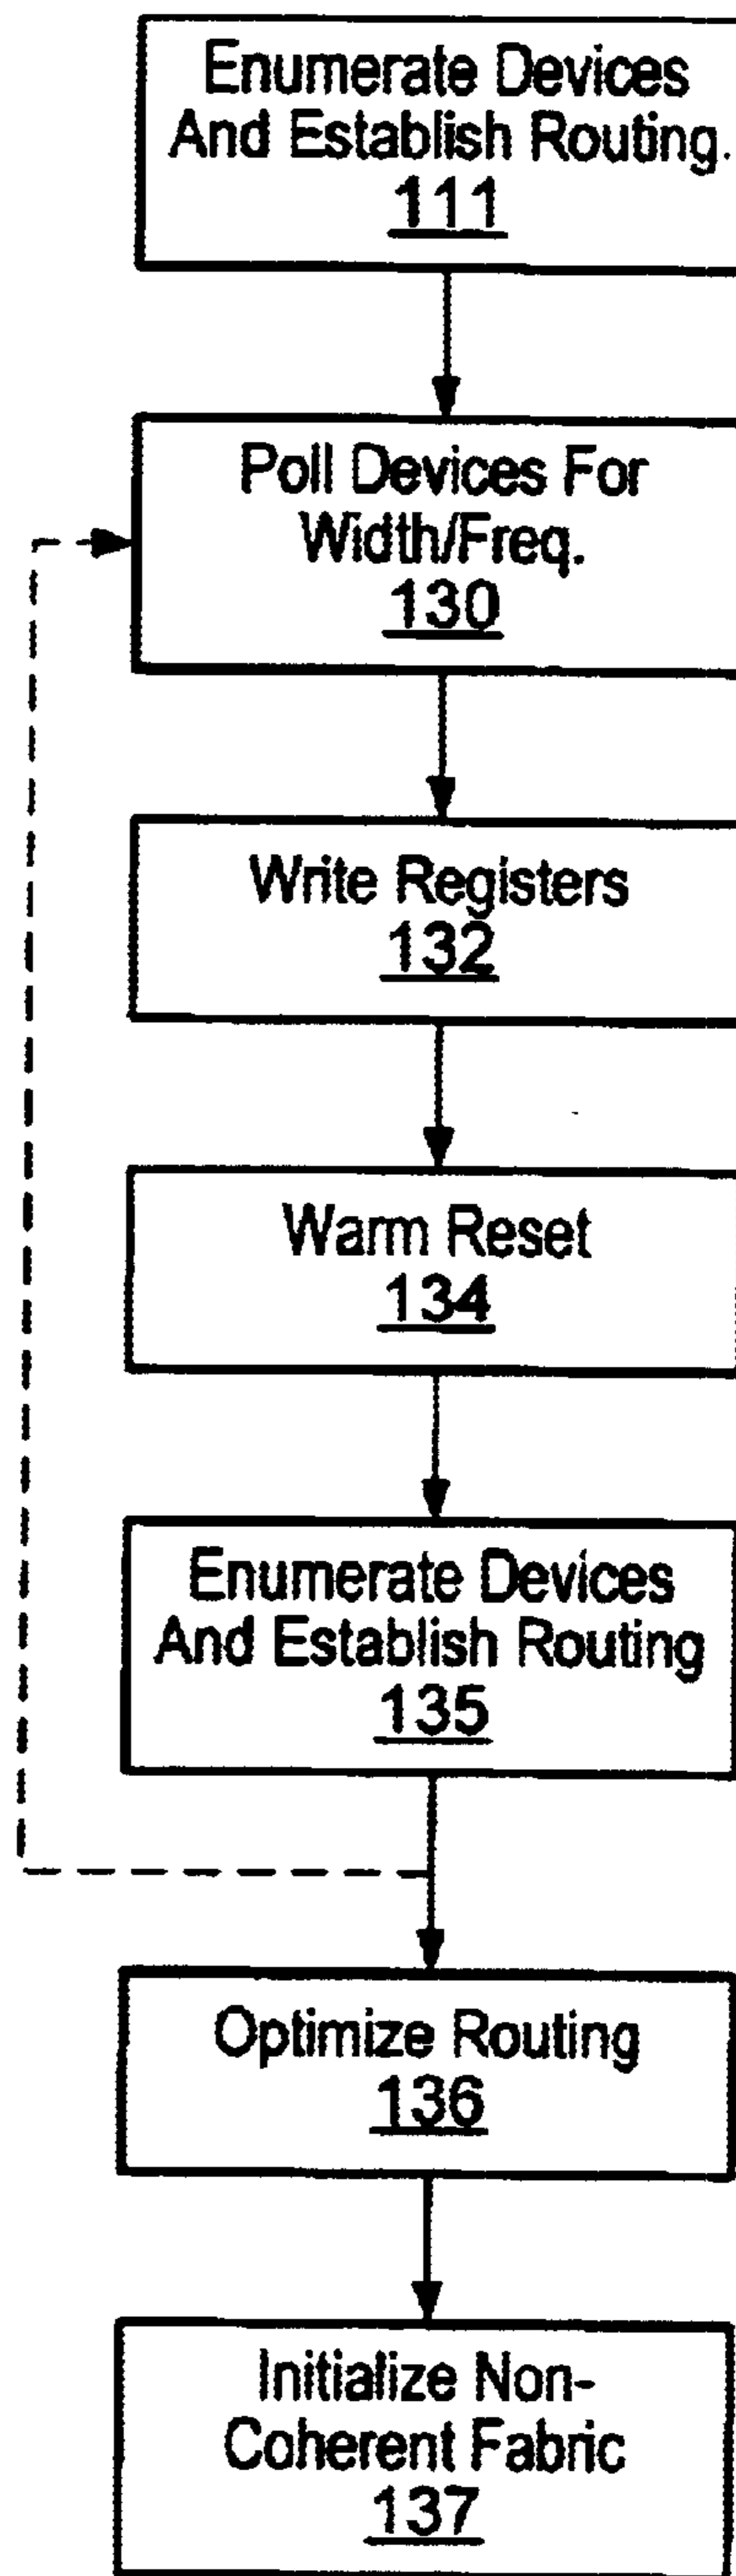 Enumerate Devices
And Establish Routing.
111
Poll Devices For
Width/Freq.
130
Write Registers
132
Warm Reset
134
Enumerate Devices
And Establish Routing
135
Optimize Routing
136
Initialize Non-
Coherent Fabric
137